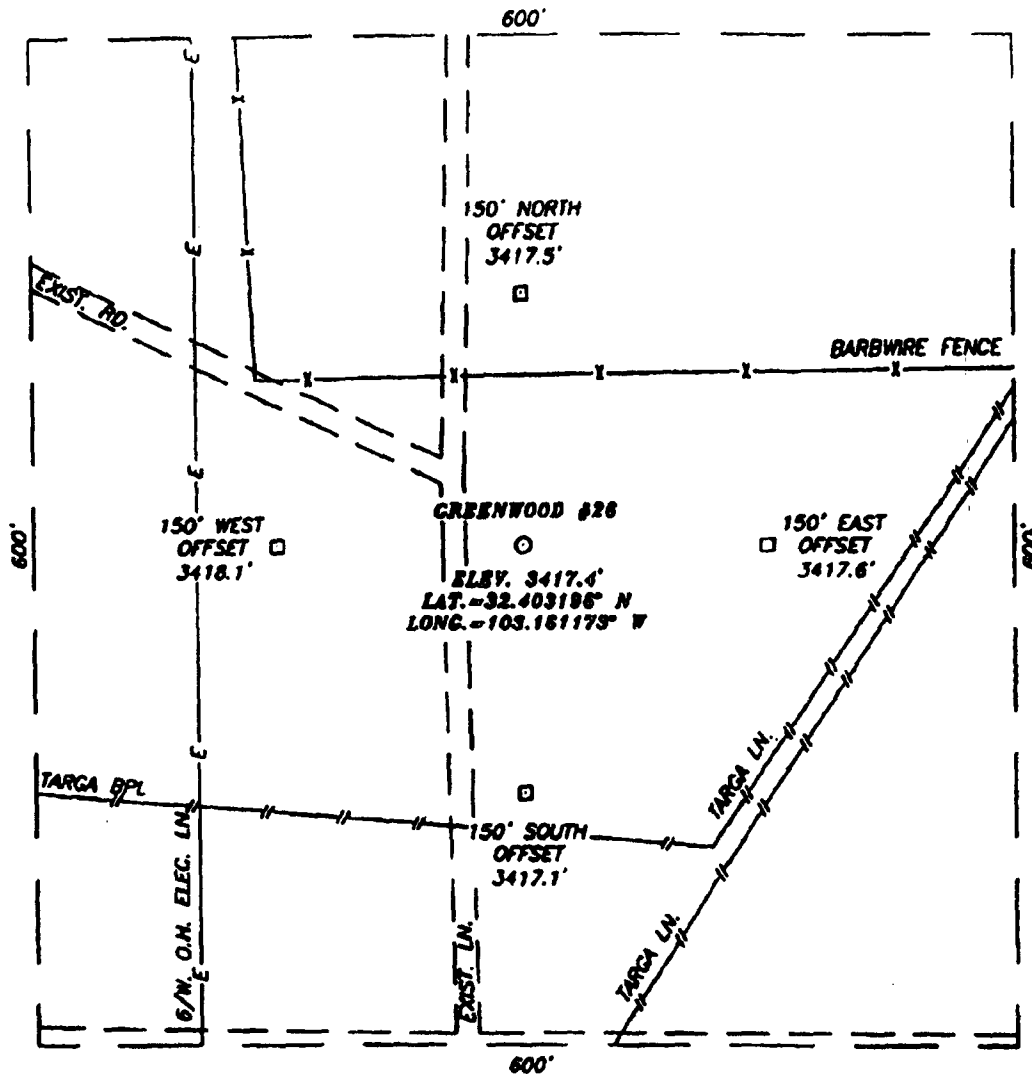 600'
150' NORTH
OFFSET
3417.5'
EXIST. RD.
BARBWIRE FENCE
GREENWOOD #26
150' WEST
OFFSET
3418.1'
150' EAST
OFFSET
3417.6'
600'
600'
ELEV. 3417.4'
LAT.=32.403196° N
LONG.=103.161173° W
TARGA BPL
TARGA LN.
150' SOUTH
OFFSET
3417.1'
6/W. O.H. ELEC. LN.
EXIST. LN.
TARGA LN.
600'